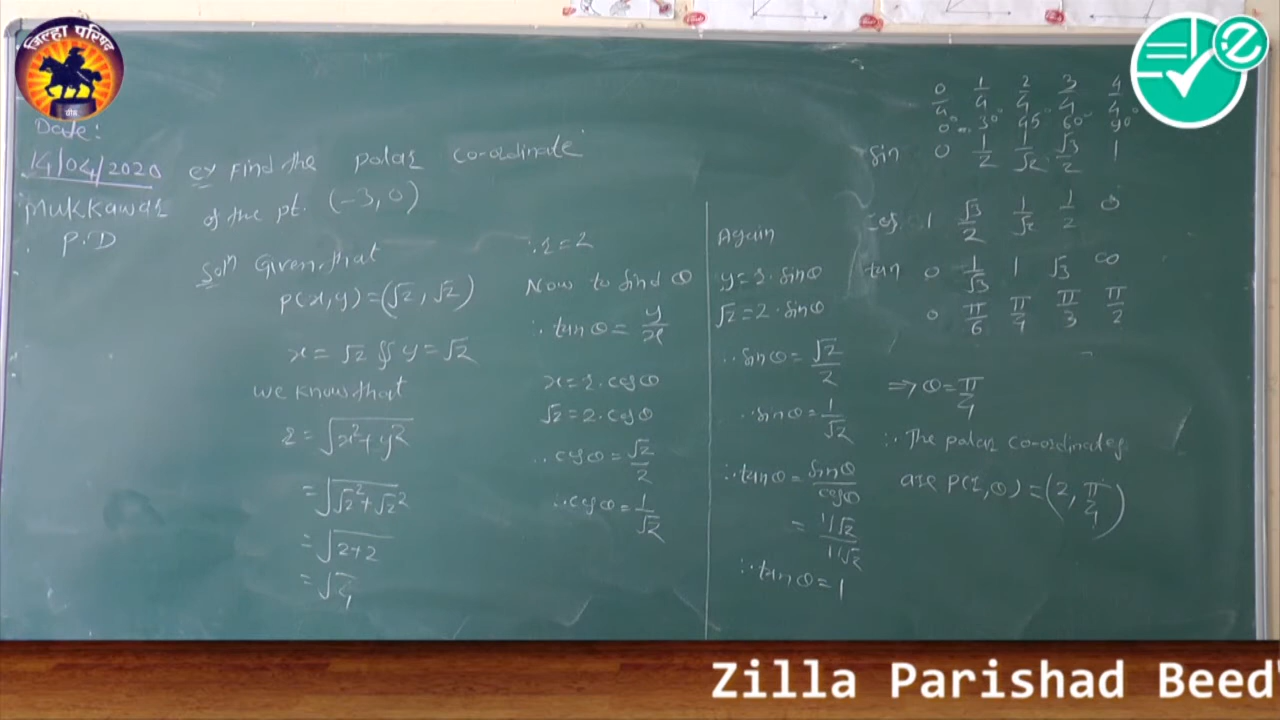 जिल्हा परिषद
बीड
Date:
14/04/2020
Mukkawar
P.D
ex Find the polar co-ordinate
of the pt. (-3, 0)
Soln Given that
P(x, y) = (√2, √2)
x = √2 & y = √2
we know that
r = √x² + y²
= √√2² + √2²
= √2+2
= √4
∴ r = 2
Now to find θ
∴ tan θ = y/x
x = r. cos θ
√2 = 2. cos θ
∴ cos θ = √2/2
∴ cos θ = 1/√2
Again
y = r. sin θ
√2 = 2. sin θ
∴ sin θ = √2/2
∴ sin θ = 1/√2
∴ tan θ = sin θ/cos θ
= 1/√2 / 1/√2
∴ tan θ = 1
0/4 1/4 2/4 3/4 4/4
0° 30° 45° 60° 90°
sin 0 1/2 1/√2 √3/2 1
cos 1 √3/2 1/√2 1/2 0
tan 0 1/√3 1 √3 ∞
0 π/6 π/4 π/3 π/2
⇒ θ = π/4
∴ The polar co-ordinates
are P(r, θ) = (2, π/4)
Zilla Parishad Beed